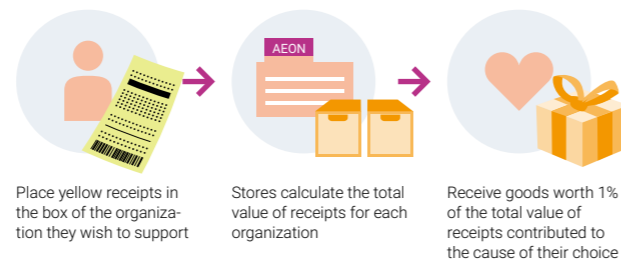 AEON
Place yellow receipts in
the box of the organiza-
tion they wish to support
Stores calculate the total
value of receipts for each
organization
Receive goods worth 1%
of the total value of
receipts contributed to
the cause of their choice